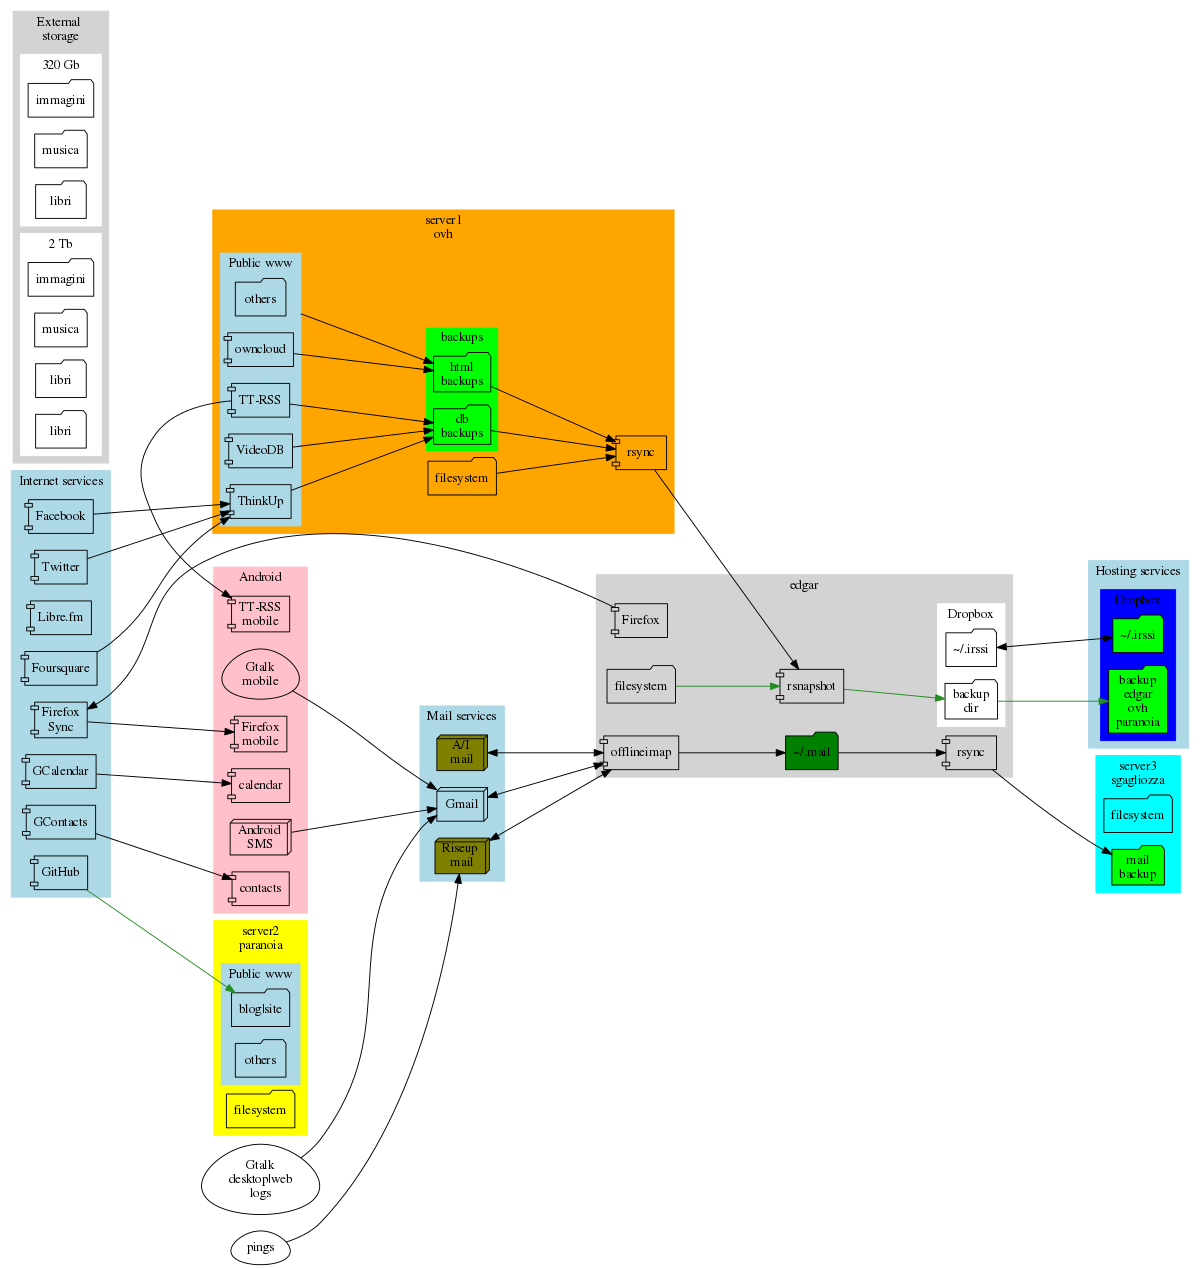 External
storage
320 Gb
immagini
musica
libri
2 Tb
immagini
musica
libri
libri
Internet services
Facebook
Twitter
Libre.fm
Foursquare
Firefox
Sync
GCalendar
GContacts
GitHub
server1
ovh
Public www
others
owncloud
TT-RSS
VideoDB
ThinkUp
backups
html
backups
db
backups
filesystem
rsync
Android
TT-RSS
mobile
Gtalk
mobile
Firefox
mobile
calendar
Android
SMS
contacts
server2
paranoia
Public www
blog|site
others
filesystem
Gtalk
desktop|web
logs
pings
Mail services
A/I
mail
Gmail
Riseup
mail
edgar
Firefox
filesystem
offlineimap
rsnapshot
~/.mail
Dropbox
~/.irssi
backup
dir
rsync
Hosting services
Dropbox
~/.irssi
backup
edgar
ovh
paranoia
server3
sgagliozza
filesystem
mail
backup